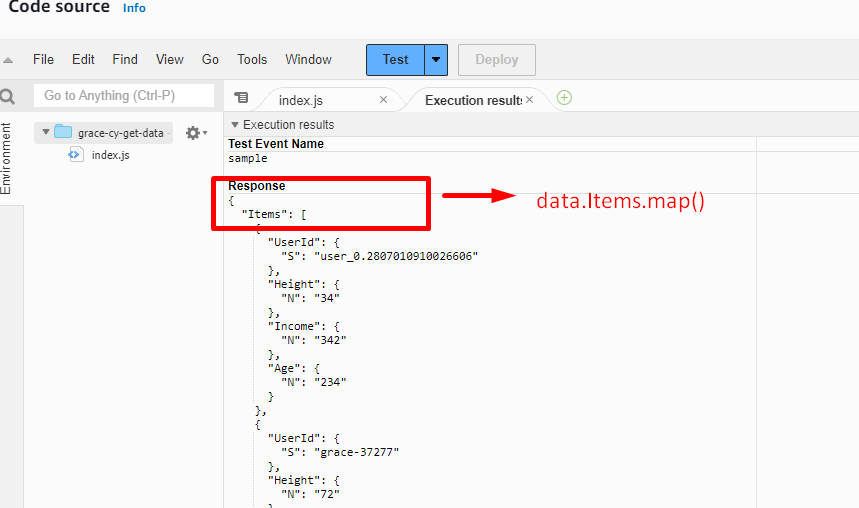 Code source Info
File Edit Find View Go Tools Window Test Deploy
Go to Anything (Ctrl-P)
index.js × Execution results ×
Environment
grace-cy-get-data
index.js
Execution results
Test Event Name
sample
Response
{
"Items": [
data.Items.map()
{
"UserId": {
"S": "user_0.2807010910026606"
},
"Height": {
"N": "34"
},
"Income": {
"N": "342"
},
"Age": {
"N": "234"
}
},
{
"UserId": {
"S": "grace-37277"
},
"Height": {
"N": "72"